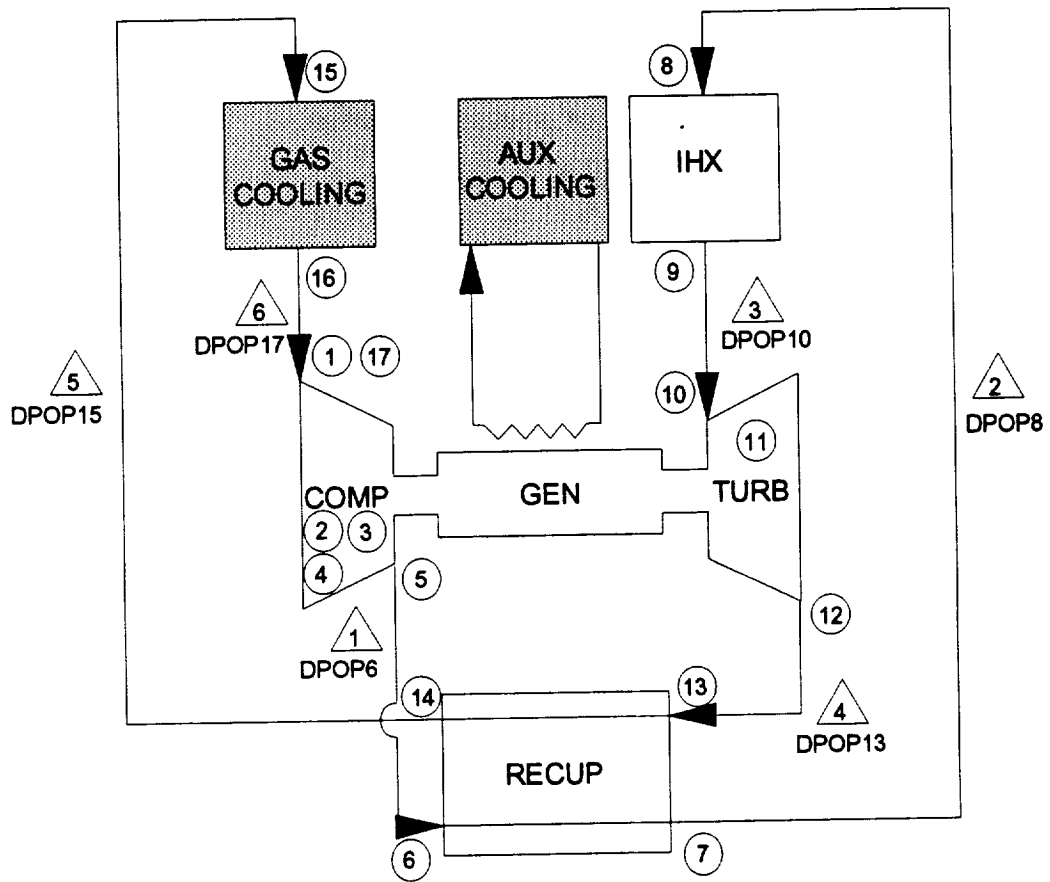 15
8
GAS
COOLING
AUX
COOLING
IHX
16
9
6
DPOP17
3
DPOP10
1 17
5
DPOP15
10
2
DPOP8
11
COMP
GEN
TURB
2 3
4
5
12
1
DPOP6
14
13
4
DPOP13
RECUP
6
7